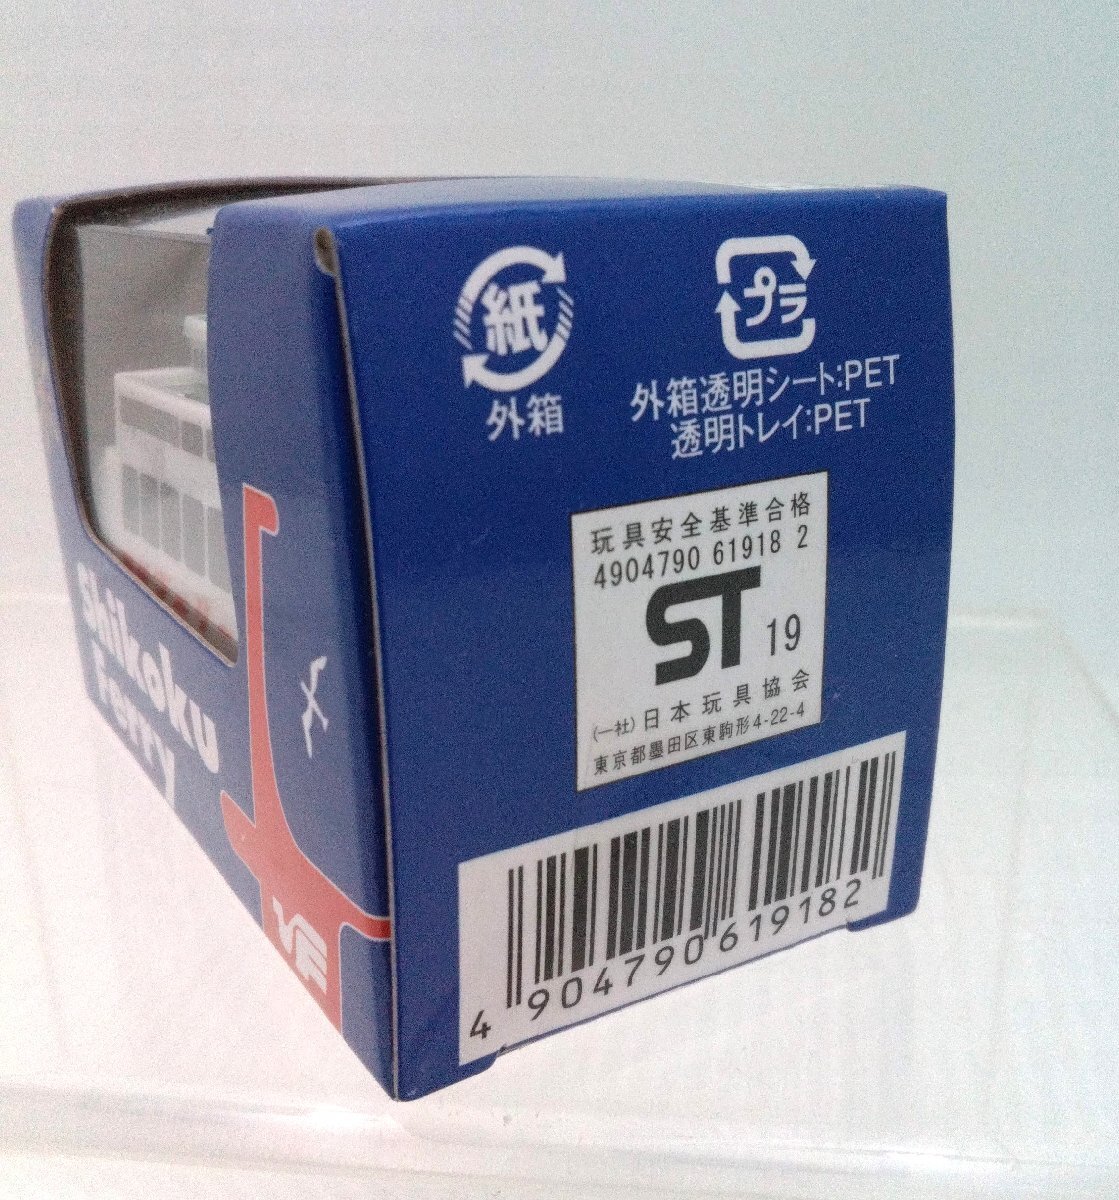 紙
外箱
プラ
外箱透明シート:PET
透明トレイ:PET
玩具安全基準合格
4904790 61918 2
ST 19
(一社)日本玩具協会
東京都墨田区東駒形4-22-4
4 904790 619182
Shikoku
Ferry